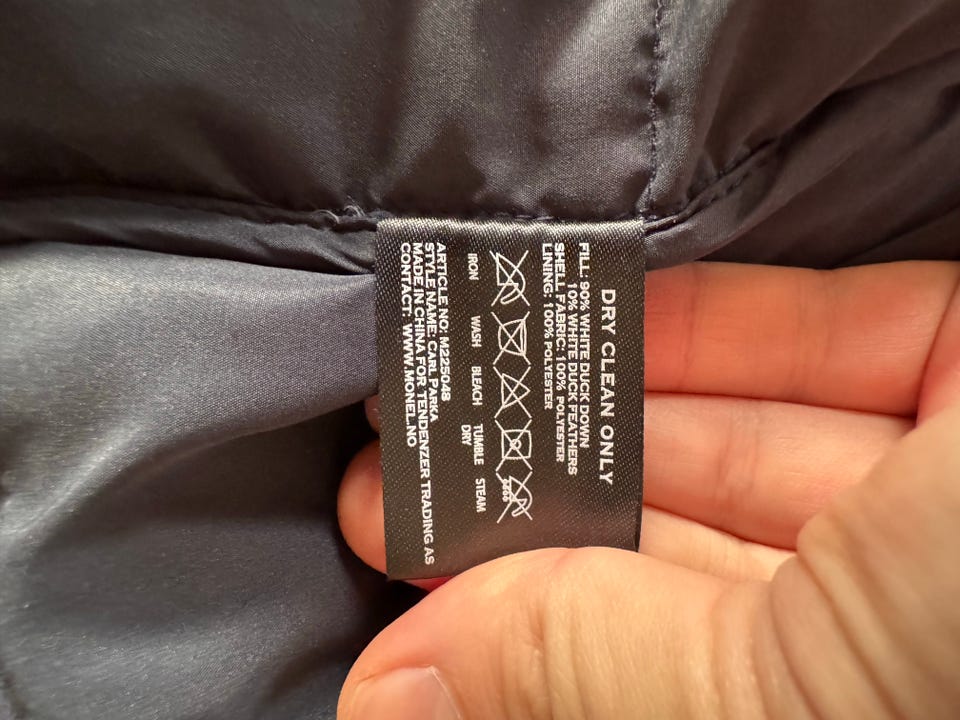 DRY CLEAN ONLY
FILL: 90% WHITE DUCK DOWN
10% WHITE DUCK FEATHERS
SHELL FABRIC: 100% POLYESTER
LINING: 100% POLYESTER
IRON WASH BLEACH TUMBLE DRY STEAM
ARTICLE NO: M225048
STYLE NAME: CARL PARKA
MADE IN CHINA FOR TENDENZER TRADING AS
CONTACT: WWW.MONEL.NO